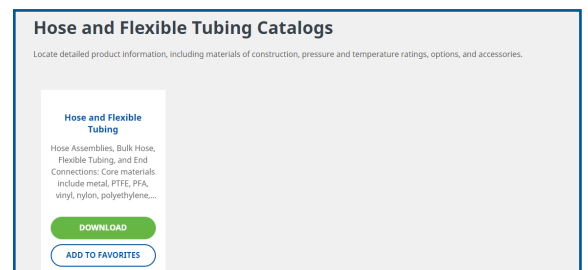 Hose and Flexible Tubing Catalogs
Locate detailed product information, including materials of construction, pressure and temperature ratings, options, and accessories.
Hose and Flexible
Tubing
Hose Assemblies, Bulk Hose,
Flexible Tubing, and End
Connections: Core materials
include metal, PTFE, PFA,
vinyl, nylon, polyethylene,...
DOWNLOAD
ADD TO FAVORITES